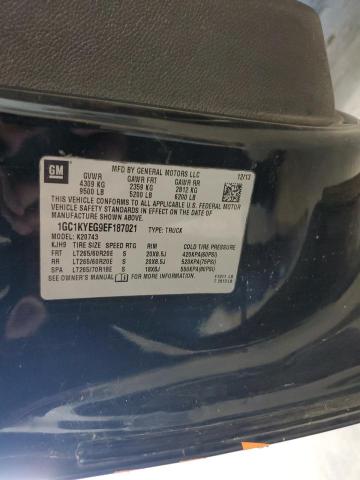 GM
MFD BY GENERAL MOTORS LLC 12/13
GVWR GAWR FRT GAWR RR
4309 KG 2359 KG 2812 KG
9500 LB 5200 LB 6200 LB
THIS VEHICLE CONFORMS TO ALL APPLICABLE U.S. FEDERAL MOTOR VEHICLE SAFETY STANDARDS IN EFFECT ON THE DATE OF MANUFACTURE SHOWN ABOVE.
1GC1KYEG9EF187021 TYPE: TRUCK
MODEL: K20743
KJH9 TIRE SIZE SPEED RTG RIM COLD TIRE PRESSURE
FRT LT265/60R20E S 20X8.5J 420KPA(60PSI)
RR LT265/60R20E S 20X8.5J 520KPA(75PSI)
SPA LT265/70R18E S 18X8J 550KPA(80PSI)
SEE OWNER'S MANUAL FOR MORE INFORMATION.